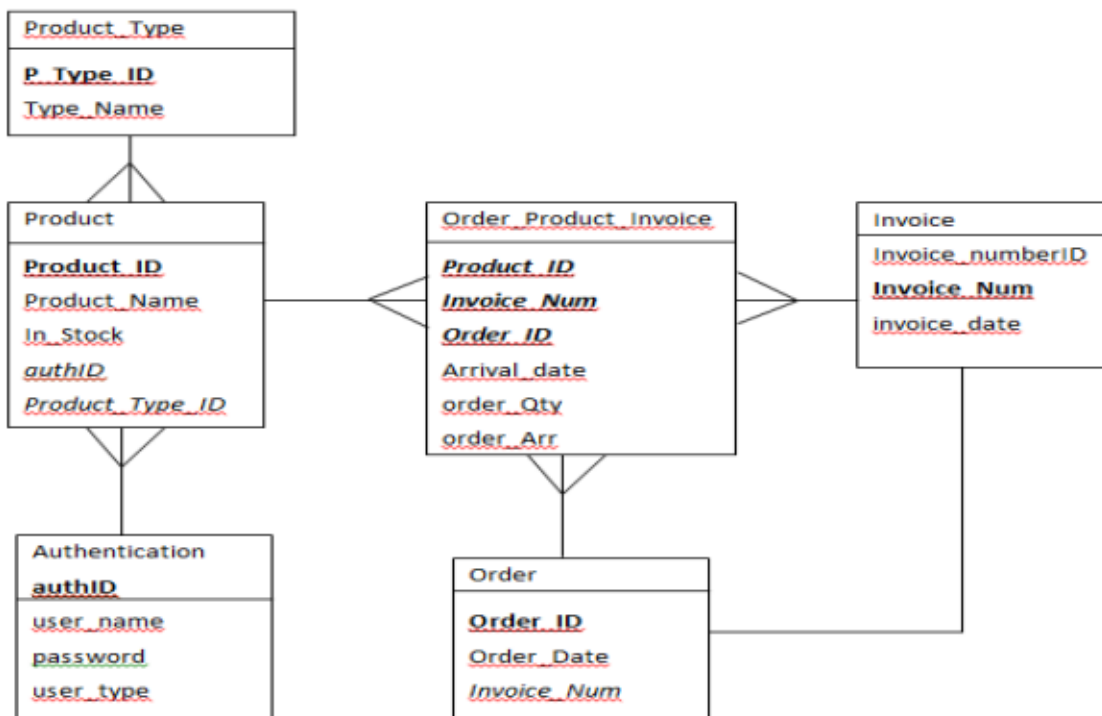 Product_Type
P_Type_ID
Type_Name
Product
Product_ID
Product_Name
In_Stock
authID
Product_Type_ID
Order_Product_Invoice
Product_ID
Invoice_Num
Order_ID
Arrival_date
order_Qty
order_Arr
Invoice
Invoice_numberID
Invoice_Num
invoice_date
Authentication
authID
user_name
password
user_type
Order
Order_ID
Order_Date
Invoice_Num